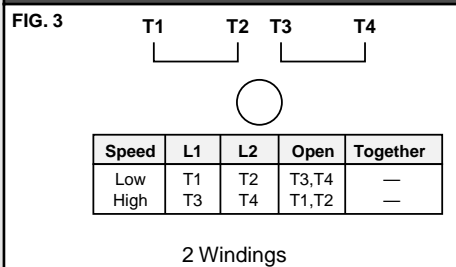 FIG. 3
T1 T2 T3 T4
Speed L1 L2 Open Together
Low T1 T2 T3,T4 —
High T3 T4 T1,T2 —
2 Windings